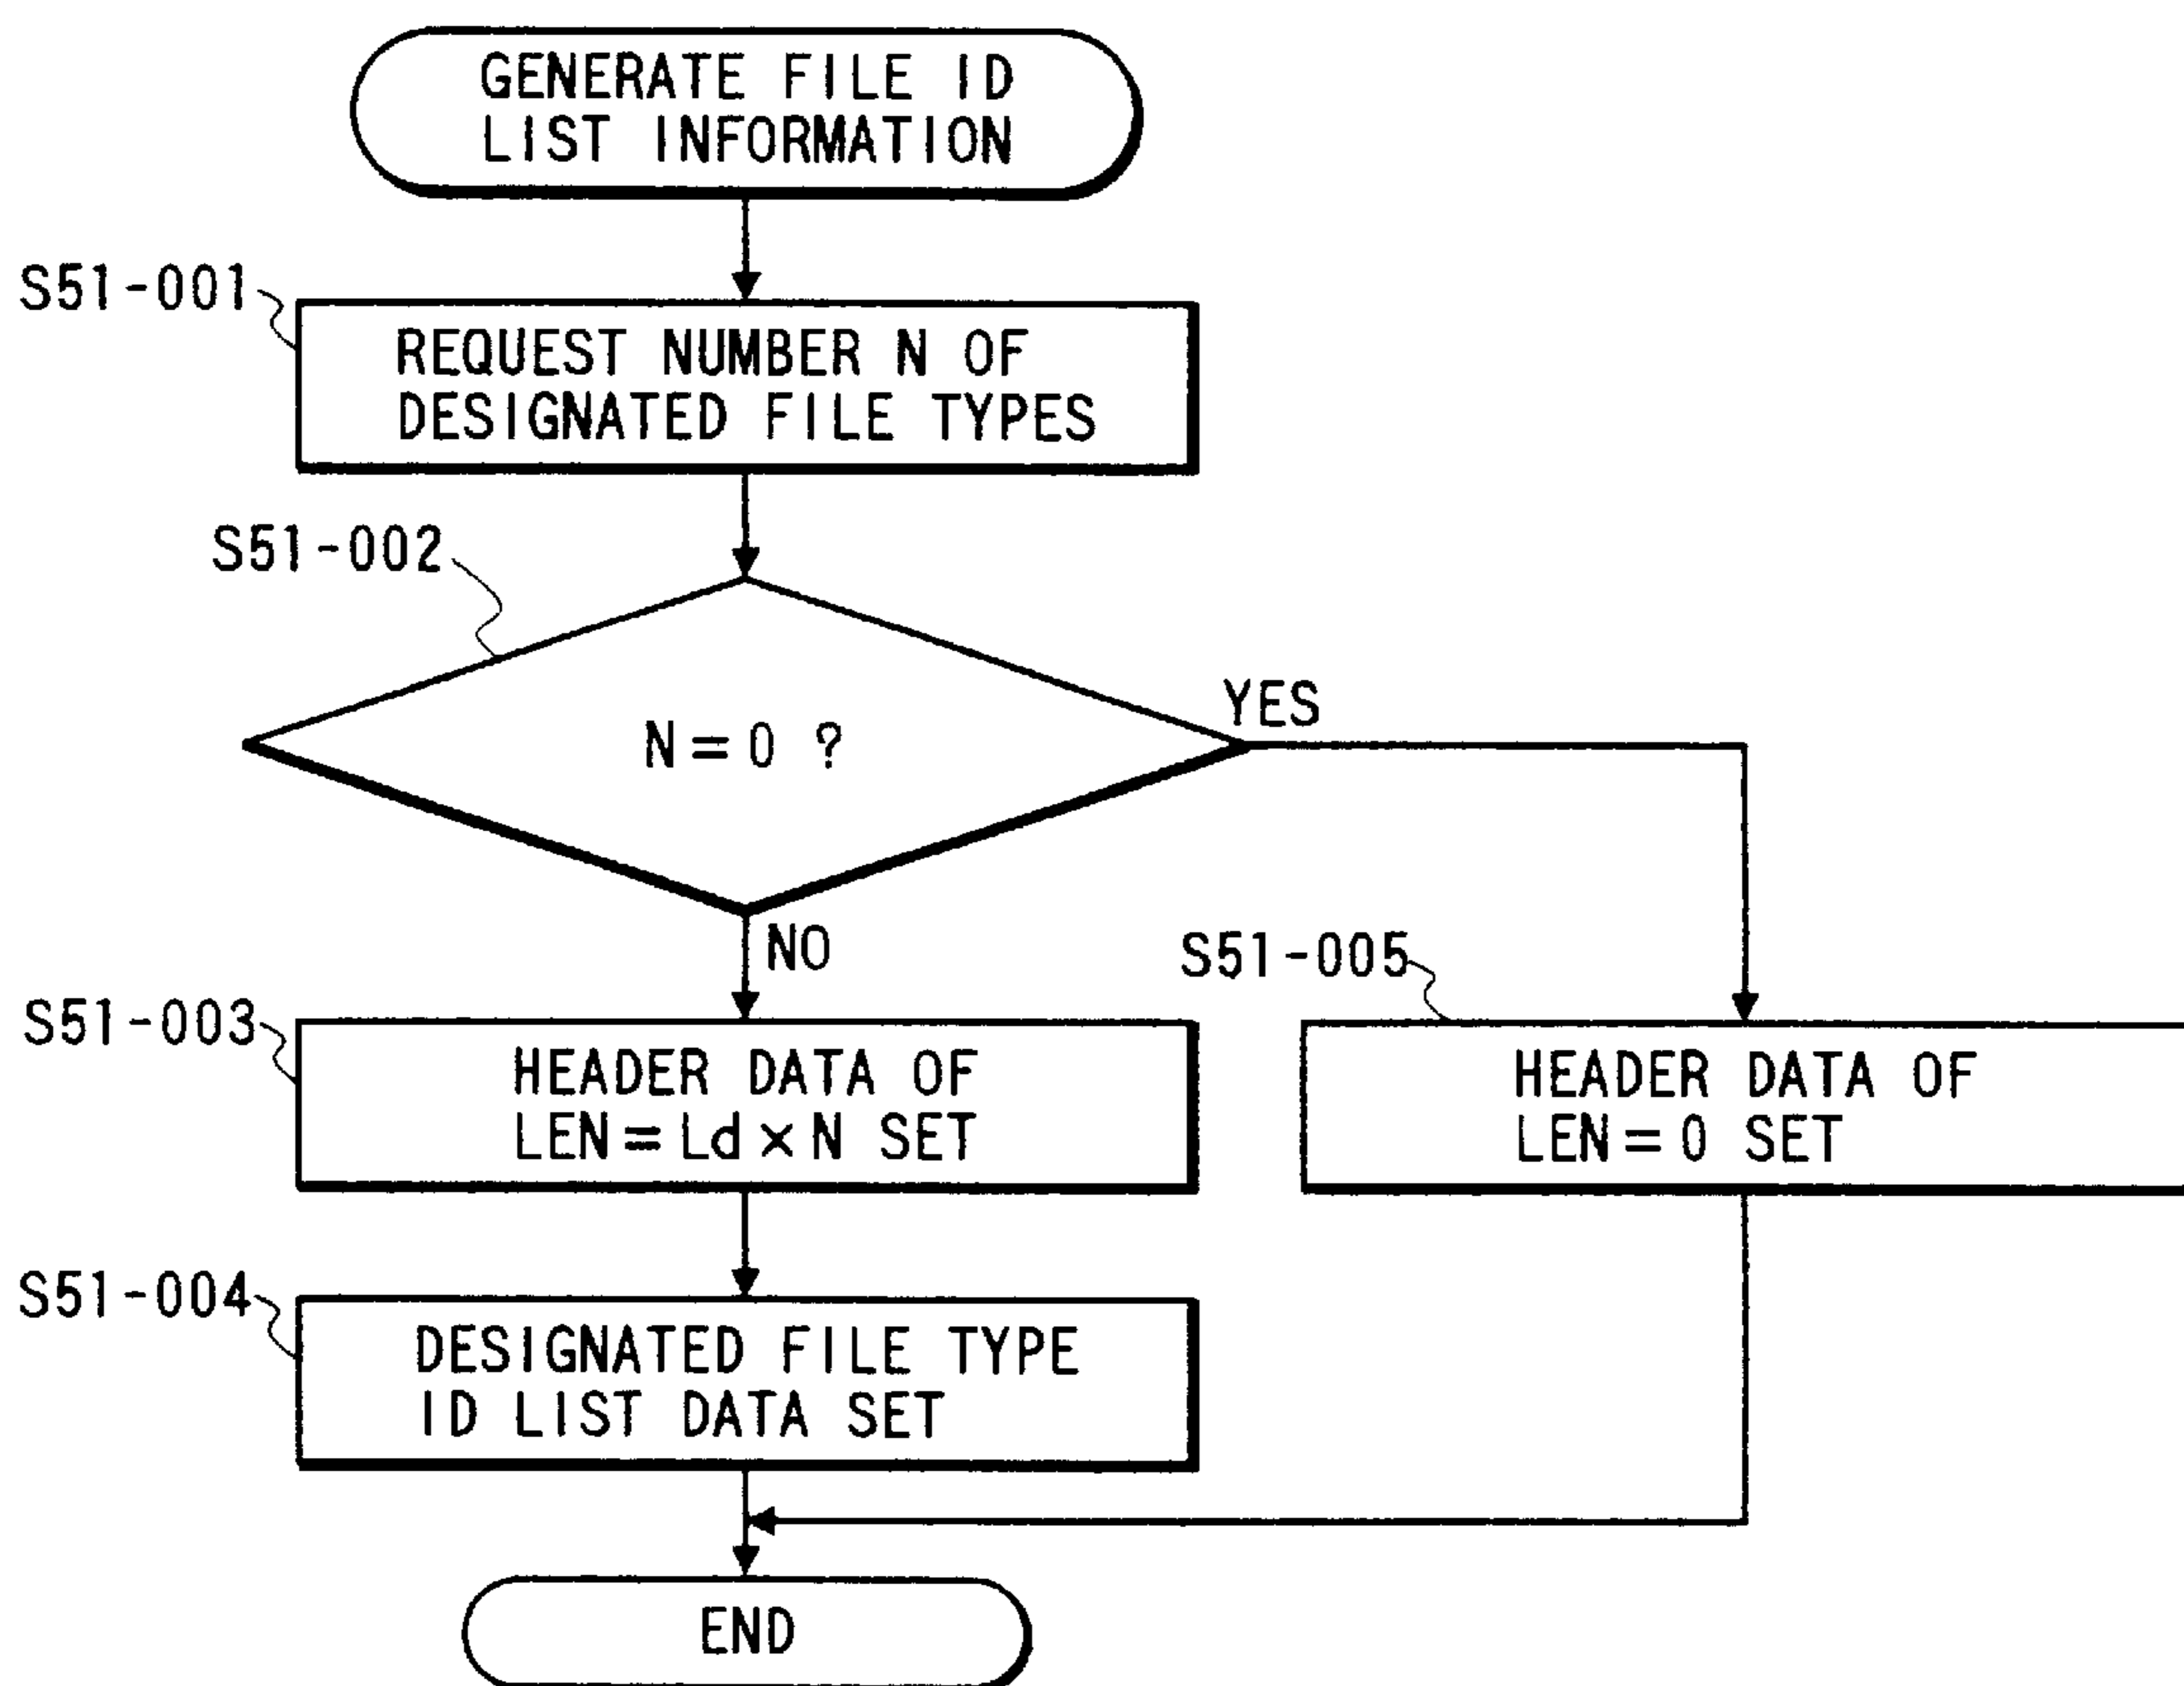 GENERATE FILE ID
LIST INFORMATION
S51-001
REQUEST NUMBER N OF
DESIGNATED FILE TYPES
S51-002
N=0 ?
YES
NO
S51-003
HEADER DATA OF
LEN=Ld×N SET
S51-005
HEADER DATA OF
LEN=0 SET
S51-004
DESIGNATED FILE TYPE
ID LIST DATA SET
END